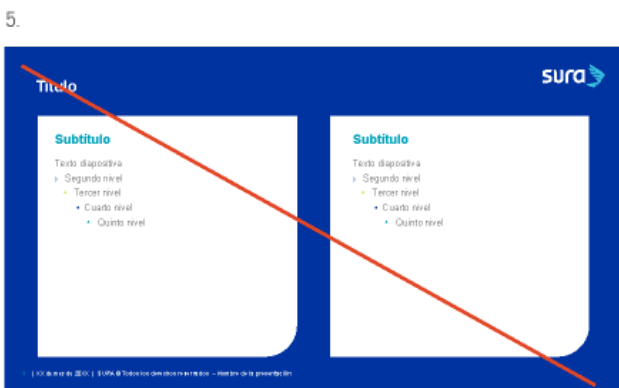 5.
Título
sura
Subtítulo
Texto diapositiva
Segundo nivel
Tercer nivel
Cuarto nivel
Quinto nivel
Subtítulo
Texto diapositiva
Segundo nivel
Tercer nivel
Cuarto nivel
Quinto nivel
| XX de mes de 20XX | SURA © Todos los derechos reservados – Nombre de la presentación